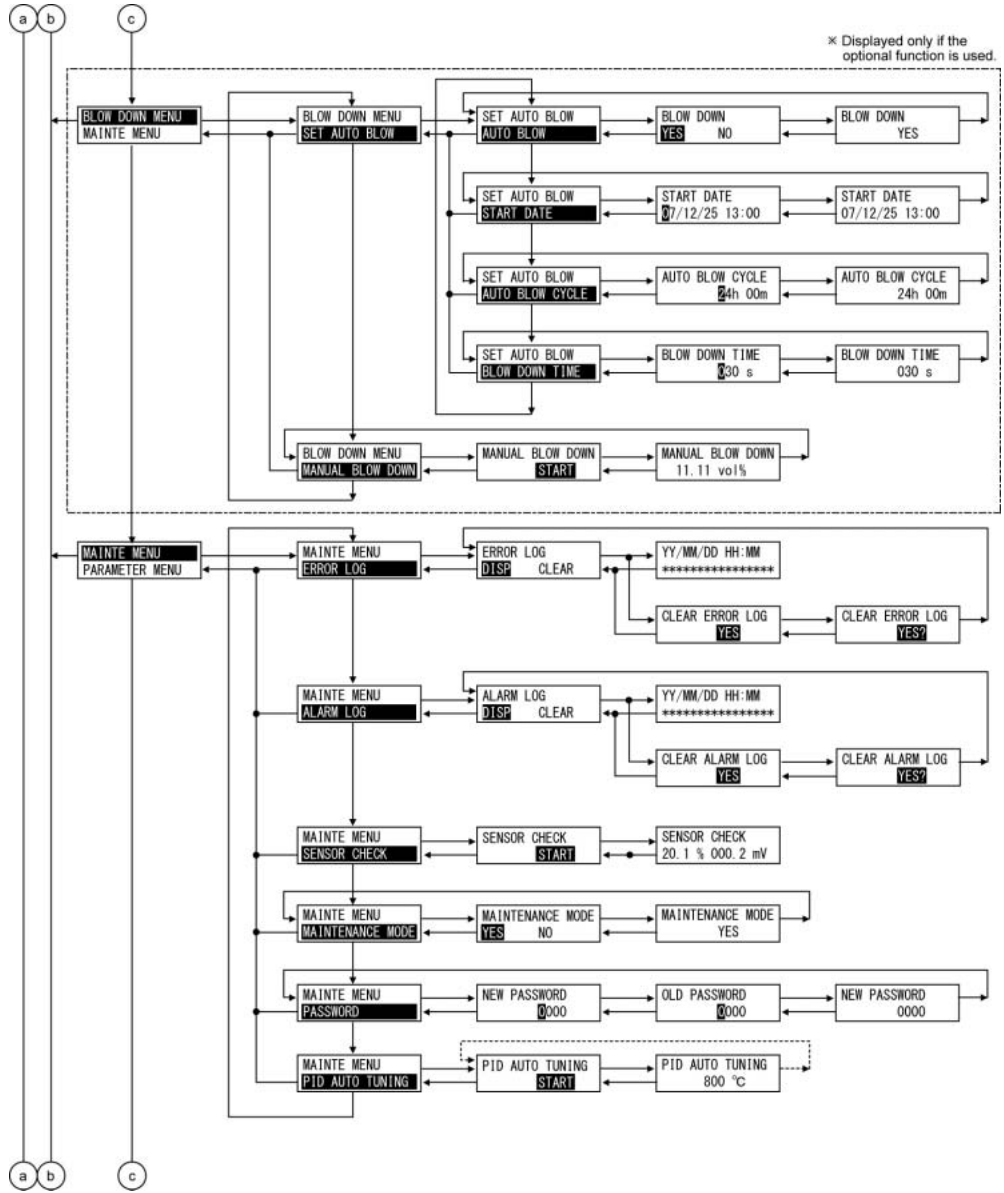 a b c
※ Displayed only if the
optional function is used.
BLOW DOWN MENU
MAINTE MENU
BLOW DOWN MENU
SET AUTO BLOW
SET AUTO BLOW
AUTO BLOW
BLOW DOWN
YES NO
BLOW DOWN
YES
SET AUTO BLOW
START DATE
START DATE
07/12/25 13:00
START DATE
07/12/25 13:00
SET AUTO BLOW
AUTO BLOW CYCLE
AUTO BLOW CYCLE
24h 00m
AUTO BLOW CYCLE
24h 00m
SET AUTO BLOW
BLOW DOWN TIME
BLOW DOWN TIME
030 s
BLOW DOWN TIME
030 s
BLOW DOWN MENU
MANUAL BLOW DOWN
MANUAL BLOW DOWN
START
MANUAL BLOW DOWN
11.11 vol%
MAINTE MENU
PARAMETER MENU
MAINTE MENU
ERROR LOG
ERROR LOG
DISP CLEAR
YY/MM/DD HH:MM
****************
CLEAR ERROR LOG
YES
CLEAR ERROR LOG
YES?
MAINTE MENU
ALARM LOG
ALARM LOG
DISP CLEAR
YY/MM/DD HH:MM
****************
CLEAR ALARM LOG
YES
CLEAR ALARM LOG
YES?
MAINTE MENU
SENSOR CHECK
SENSOR CHECK
START
SENSOR CHECK
20.1 % 000.2 mV
MAINTE MENU
MAINTENANCE MODE
MAINTENANCE MODE
YES NO
MAINTENANCE MODE
YES
MAINTE MENU
PASSWORD
NEW PASSWORD
0000
OLD PASSWORD
0000
NEW PASSWORD
0000
MAINTE MENU
PID AUTO TUNING
PID AUTO TUNING
START
PID AUTO TUNING
800 ℃
a b c